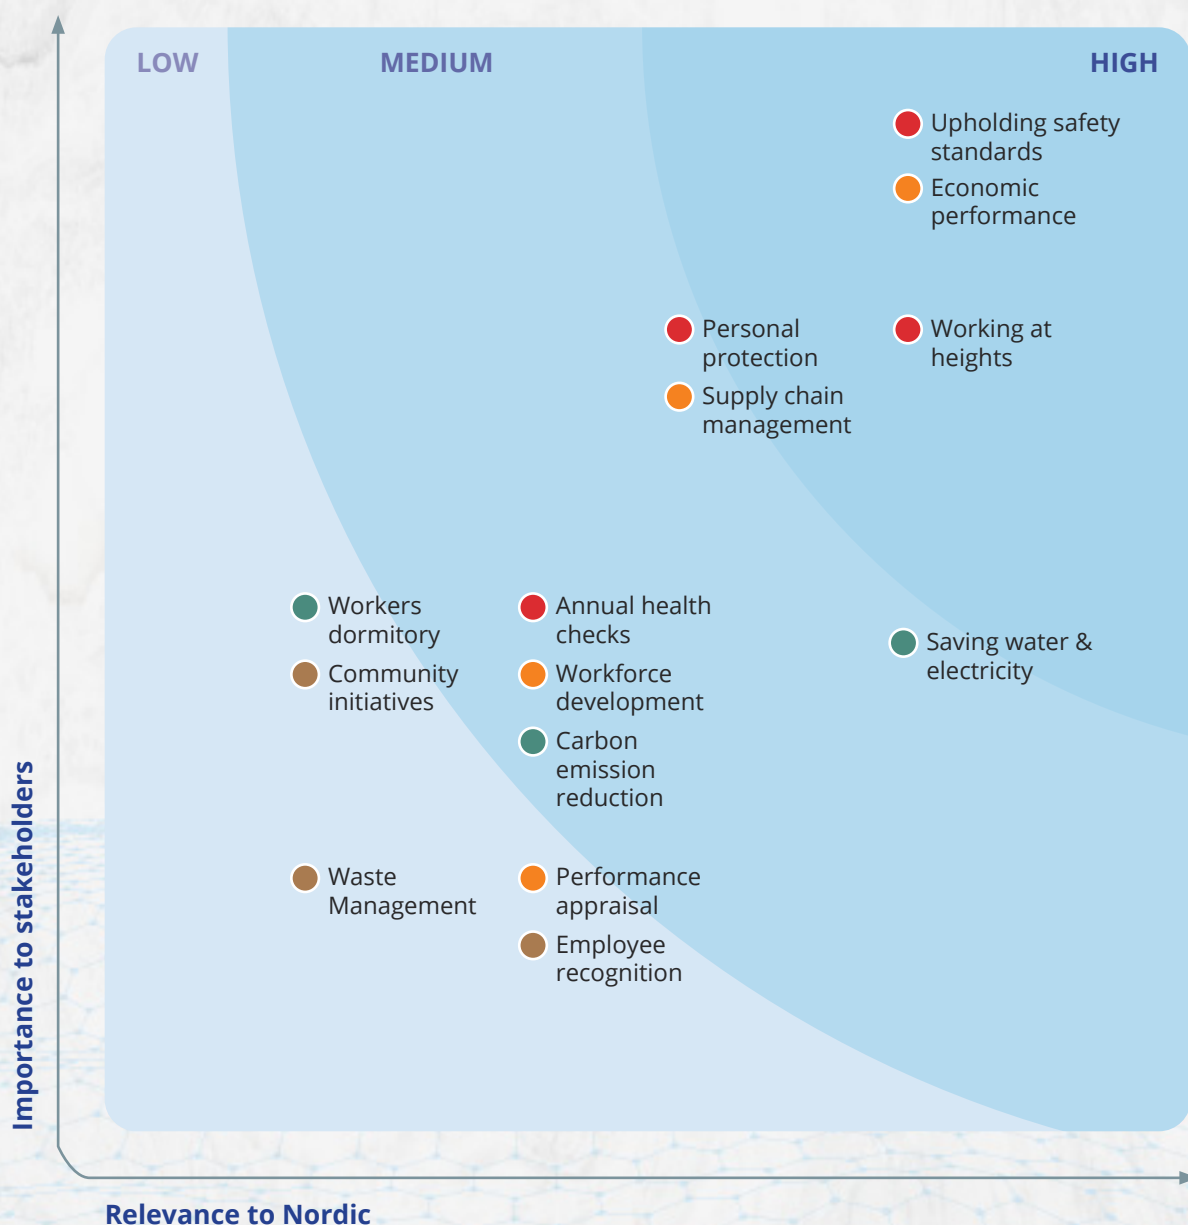 LOW
MEDIUM
HIGH
Upholding safety
standards
Economic
performance
Personal
protection
Working at
heights
Supply chain
management
Workers
dormitory
Annual health
checks
Saving water &
electricity
Community
initiatives
Workforce
development
Carbon
emission
reduction
Waste
Management
Performance
appraisal
Employee
recognition
Importance to stakeholders
Relevance to Nordic